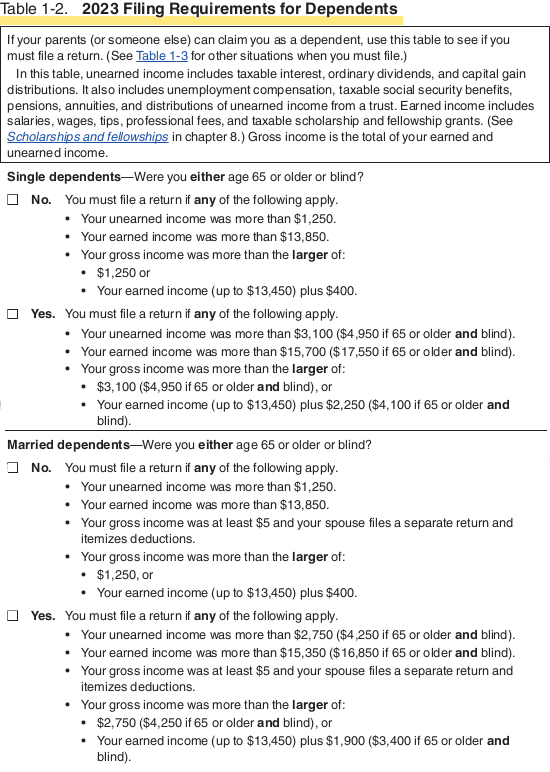 Table 1-2. 2023 Filing Requirements for Dependents
If your parents (or someone else) can claim you as a dependent, use this table to see if you
must file a return. (See Table 1-3 for other situations when you must file.)
In this table, unearned income includes taxable interest, ordinary dividends, and capital gain
distributions. It also includes unemployment compensation, taxable social security benefits,
pensions, annuities, and distributions of unearned income from a trust. Earned income includes
salaries, wages, tips, professional fees, and taxable scholarship and fellowship grants. (See
Scholarships and fellowships in chapter 8.) Gross income is the total of your earned and
unearned income.
Single dependents—Were you either age 65 or older or blind?
☐ No. You must file a return if any of the following apply.
• Your unearned income was more than $1,250.
• Your earned income was more than $13,850.
• Your gross income was more than the larger of:
• $1,250 or
• Your earned income (up to $13,450) plus $400.
☐ Yes. You must file a return if any of the following apply.
• Your unearned income was more than $3,100 ($4,950 if 65 or older and blind).
• Your earned income was more than $15,700 ($17,550 if 65 or older and blind).
• Your gross income was more than the larger of:
• $3,100 ($4,950 if 65 or older and blind), or
• Your earned income (up to $13,450) plus $2,250 ($4,100 if 65 or older and
blind).
Married dependents—Were you either age 65 or older or blind?
☐ No. You must file a return if any of the following apply.
• Your unearned income was more than $1,250.
• Your earned income was more than $13,850.
• Your gross income was at least $5 and your spouse files a separate return and
itemizes deductions.
• Your gross income was more than the larger of:
• $1,250, or
• Your earned income (up to $13,450) plus $400.
☐ Yes. You must file a return if any of the following apply.
• Your unearned income was more than $2,750 ($4,250 if 65 or older and blind).
• Your earned income was more than $15,350 ($16,850 if 65 or older and blind).
• Your gross income was at least $5 and your spouse files a separate return and
itemizes deductions.
• Your gross income was more than the larger of:
• $2,750 ($4,250 if 65 or older and blind), or
• Your earned income (up to $13,450) plus $1,900 ($3,400 if 65 or older and
blind).